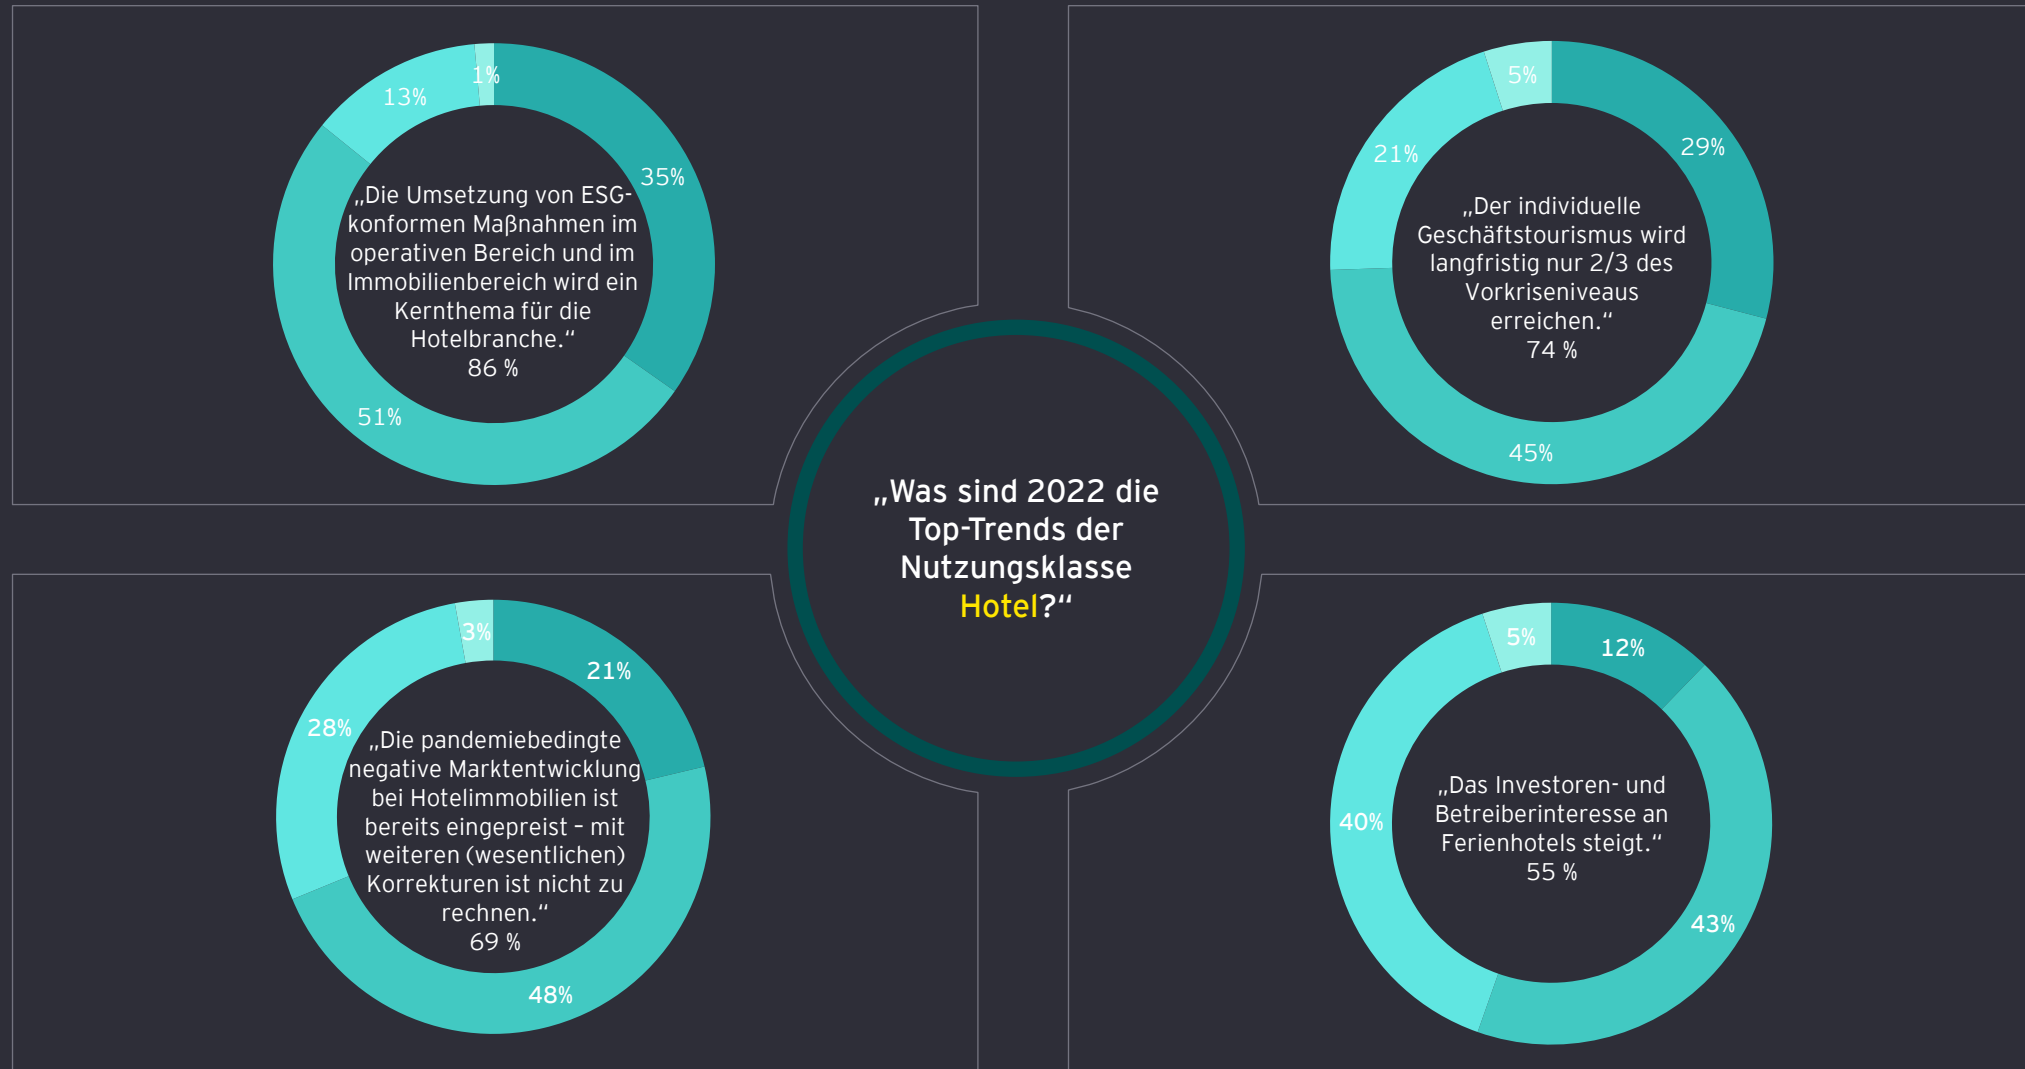 1%
13%
35%
51%
„Die Umsetzung von ESG-
konformen Maßnahmen im
operativen Bereich und im
Immobilienbereich wird ein
Kernthema für die
Hotelbranche.“
86 %
5%
21%
29%
45%
„Der individuelle
Geschäftstourismus wird
langfristig nur 2/3 des
Vorkriseniveaus
erreichen.“
74 %
„Was sind 2022 die
Top-Trends der
Nutzungsklasse
Hotel?“
3%
21%
28%
48%
„Die pandemiebedingte
negative Marktentwicklung
bei Hotelimmobilien ist
bereits eingepreist – mit
weiteren (wesentlichen)
Korrekturen ist nicht zu
rechnen.“
69 %
5%
12%
40%
43%
„Das Investoren- und
Betreiberinteresse an
Ferienhotels steigt.“
55 %